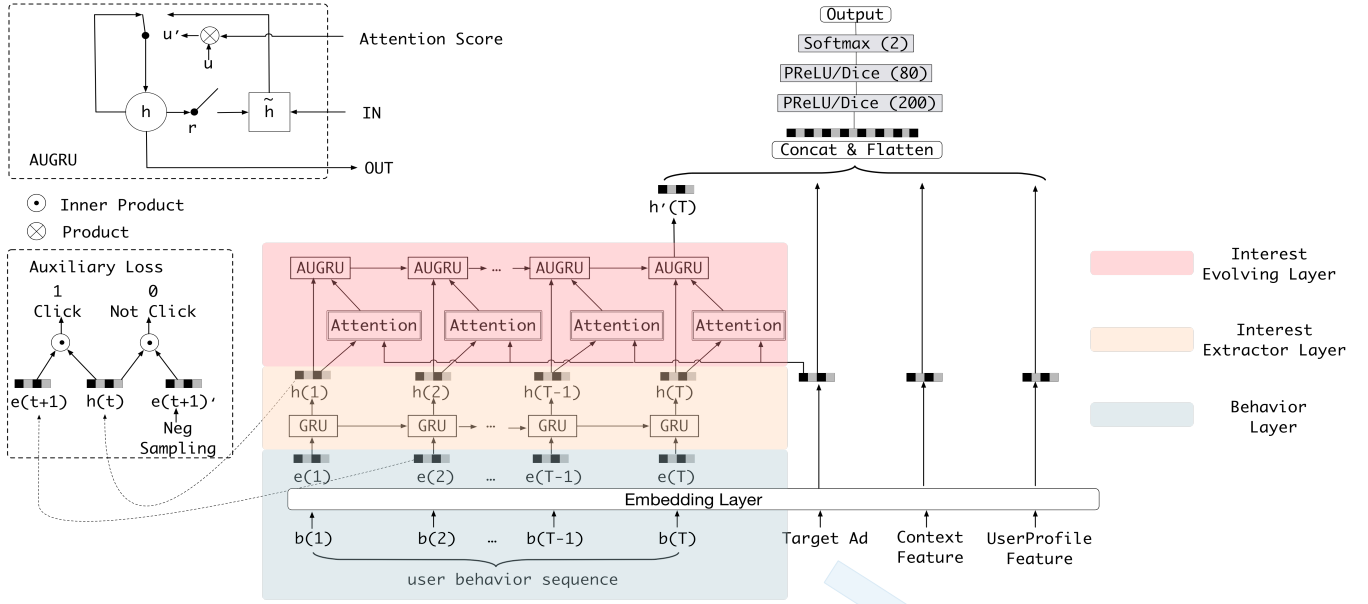 Output
Softmax (2)
PReLU/Dice (80)
PReLU/Dice (200)
Concat & Flatten
u′
u
Attention Score
h
r
h̃
IN
AUGRU
OUT
Inner Product
Product
h′(T)
Auxiliary Loss
1
0
Click
Not Click
e(t+1)
h(t)
e(t+1)′
Neg
Sampling
AUGRU
AUGRU
...
AUGRU
AUGRU
Attention
Attention
Attention
Attention
h(1)
h(2)
h(T-1)
h(T)
GRU
GRU
...
GRU
GRU
e(1)
e(2)
...
e(T-1)
e(T)
Embedding Layer
b(1)
b(2)
...
b(T-1)
b(T)
user behavior sequence
Target Ad
Context
Feature
UserProfile
Feature
Interest
Evolving Layer
Interest
Extractor Layer
Behavior
Layer